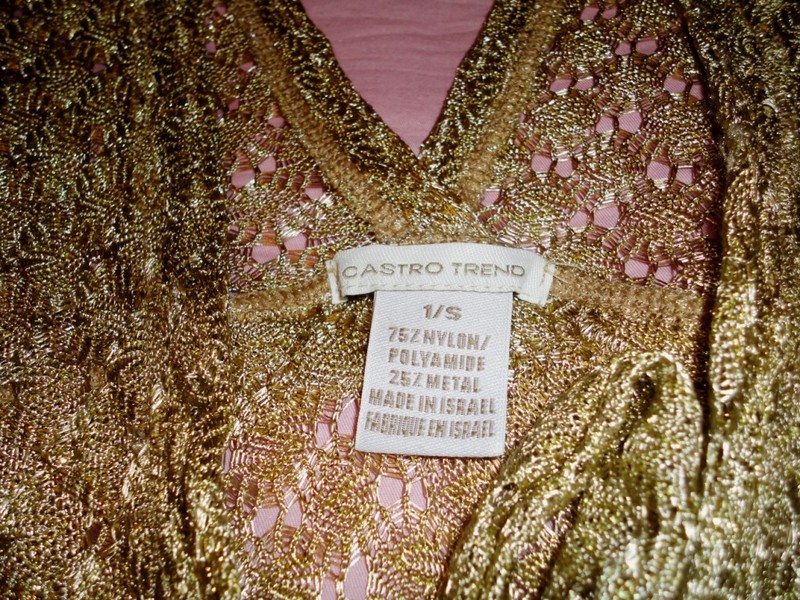 CASTRO TREND
1/S
75% NYLON/
POLYAMIDE
25% METAL
MADE IN ISRAEL
FABRIQUE EN ISRAEL